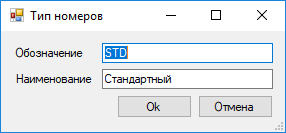 Тип номеров
Обозначение STD
Наименование Стандартный
Ok Отмена